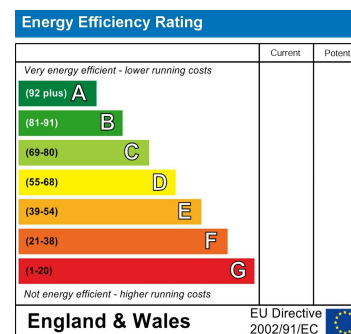 Energy Efficiency Rating
Current Potent
Very energy efficient - lower running costs
(92 plus) A
(81-91) B
(69-80) C
(55-68) D
(39-54) E
(21-38) F
(1-20) G
Not energy efficient - higher running costs
England & Wales
EU Directive
2002/91/EC